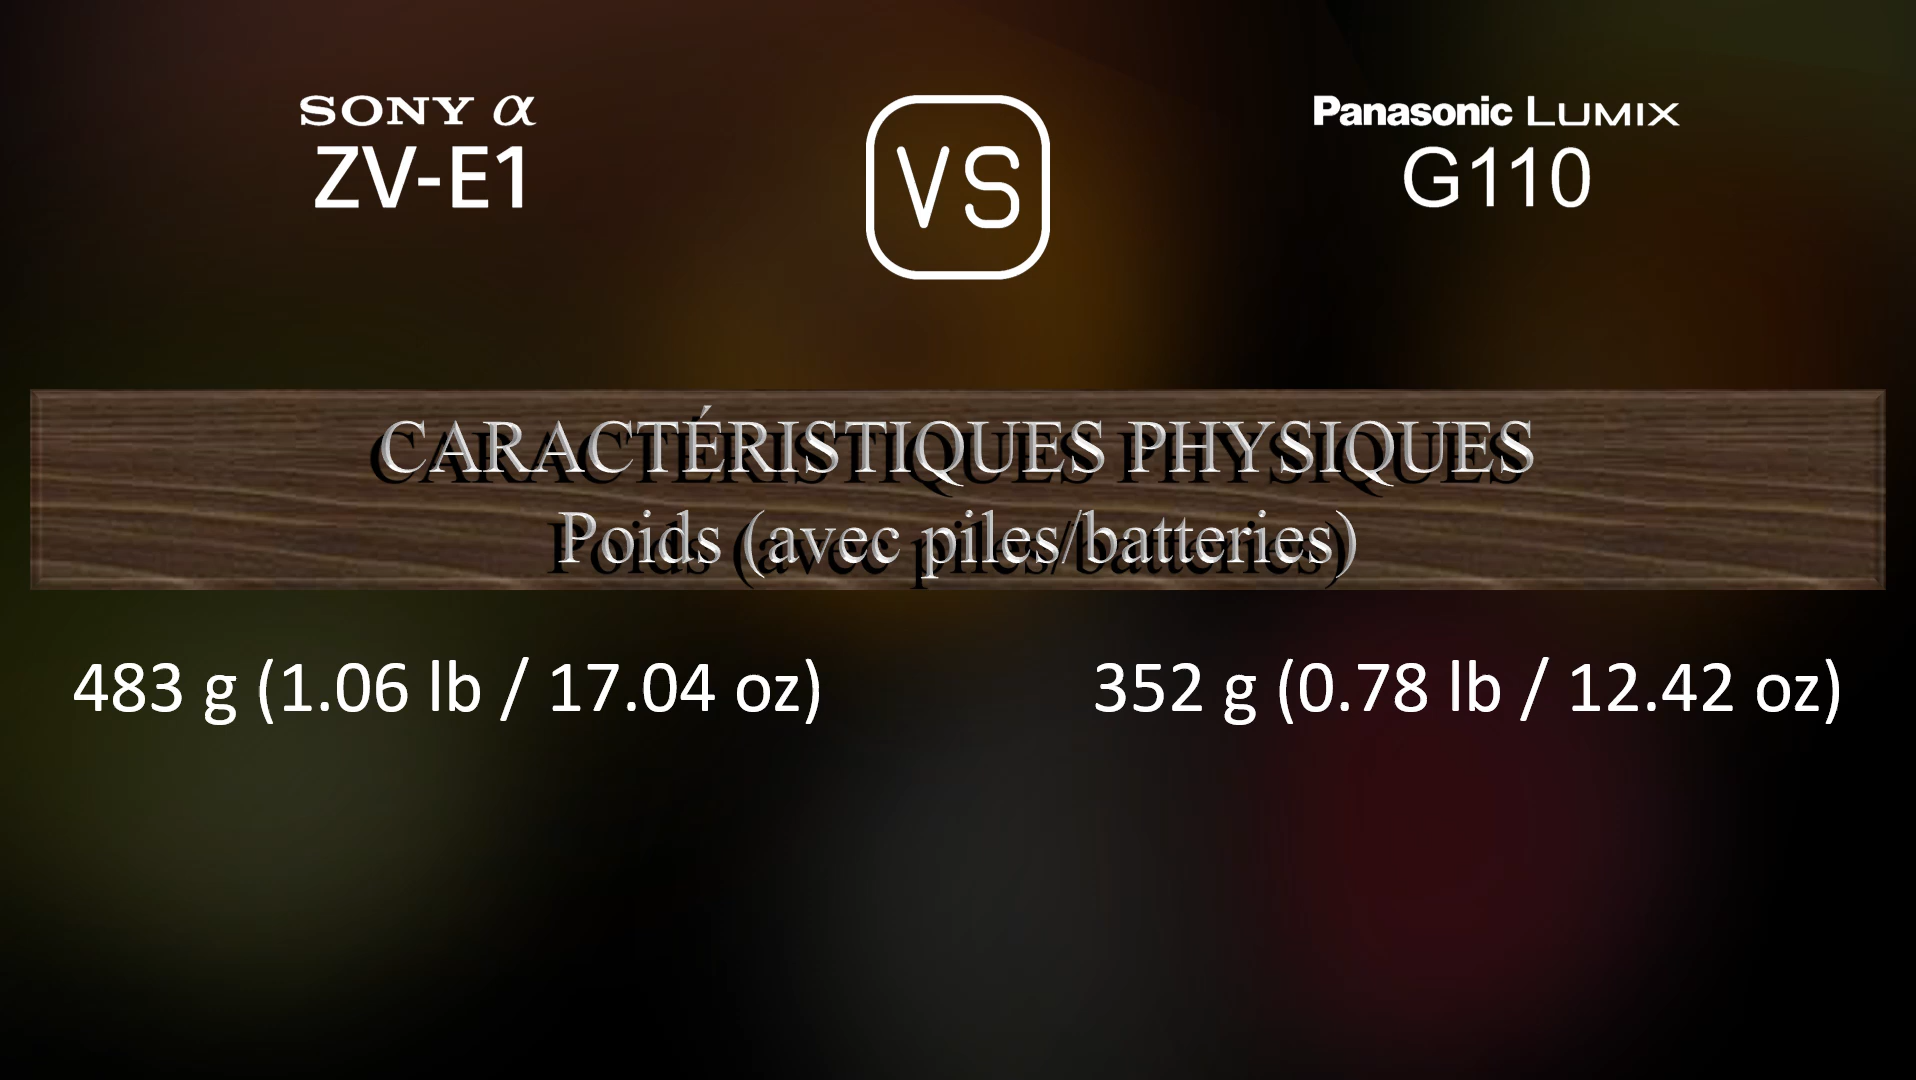 SONY α
ZV-E1
VS
Panasonic LUMIX
G110
CARACTÉRISTIQUES PHYSIQUES
Poids (avec piles/batteries)
483 g (1.06 lb / 17.04 oz)
352 g (0.78 lb / 12.42 oz)